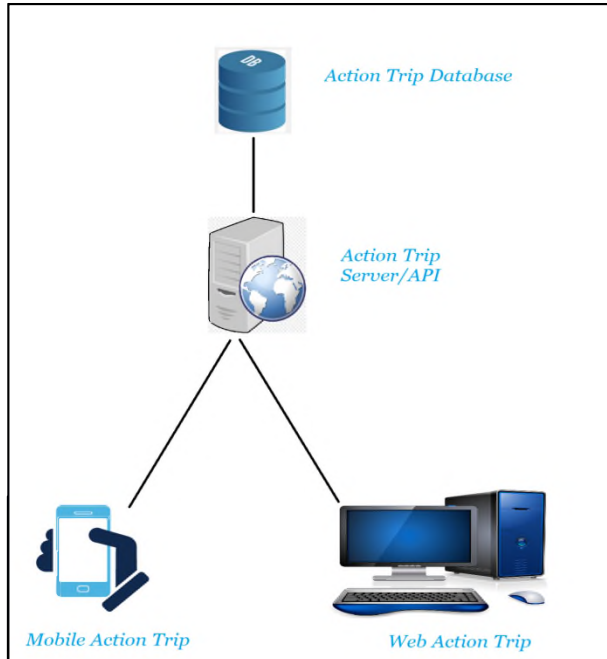 DB
Action Trip Database
Action Trip
Server/API
Mobile Action Trip
Web Action Trip